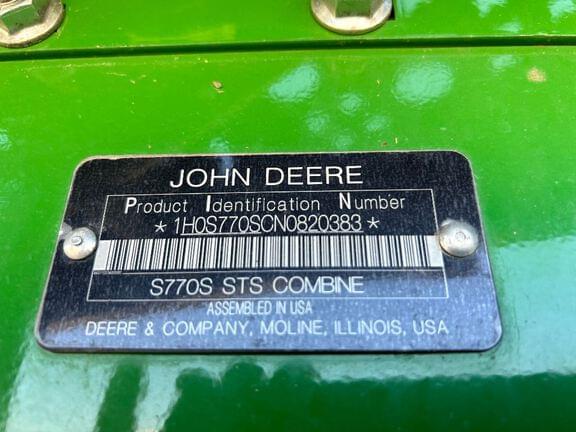 JOHN DEERE
Product Identification Number
*1H0S770SCN0820383*
S770S STS COMBINE
ASSEMBLED IN USA
DEERE & COMPANY, MOLINE, ILLINOIS, USA